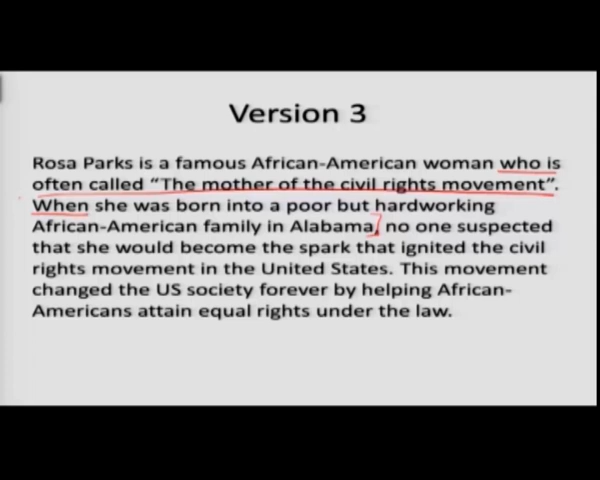 Version 3
Rosa Parks is a famous African-American woman who is
often called “The mother of the civil rights movement”.
When she was born into a poor but hardworking
African-American family in Alabama, no one suspected
that she would become the spark that ignited the civil
rights movement in the United States. This movement
changed the US society forever by helping African-
Americans attain equal rights under the law.